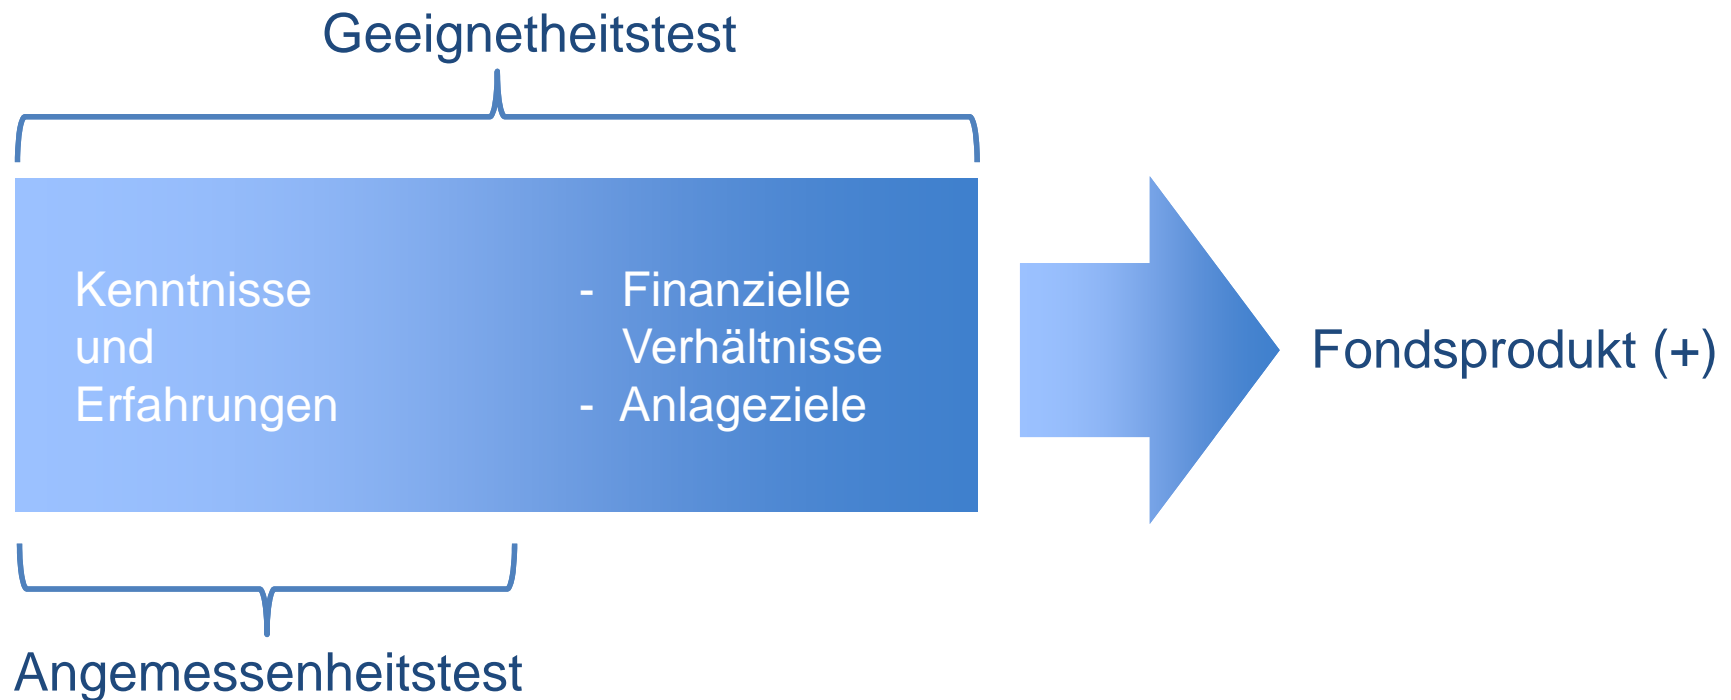 Geeignetheitstest
Kenntnisse
und
Erfahrungen
- Finanzielle
Verhältnisse
- Anlageziele
Fondsprodukt (+)
Angemessenheitstest